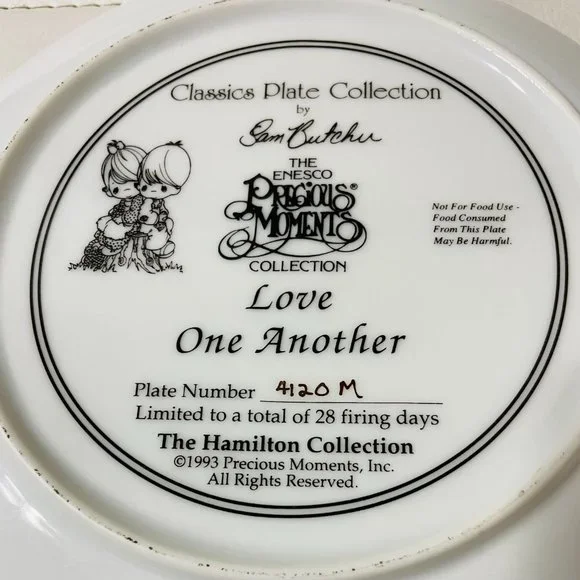 Classics Plate Collection
by
Sam Butcher
THE
ENESCO
PRECIOUS®
MOMENTS
COLLECTION
Not For Food Use -
Food Consumed
From This Plate
May Be Harmful.
Love
One Another
Plate Number 4120 M
Limited to a total of 28 firing days
The Hamilton Collection
©1993 Precious Moments, Inc.
All Rights Reserved.